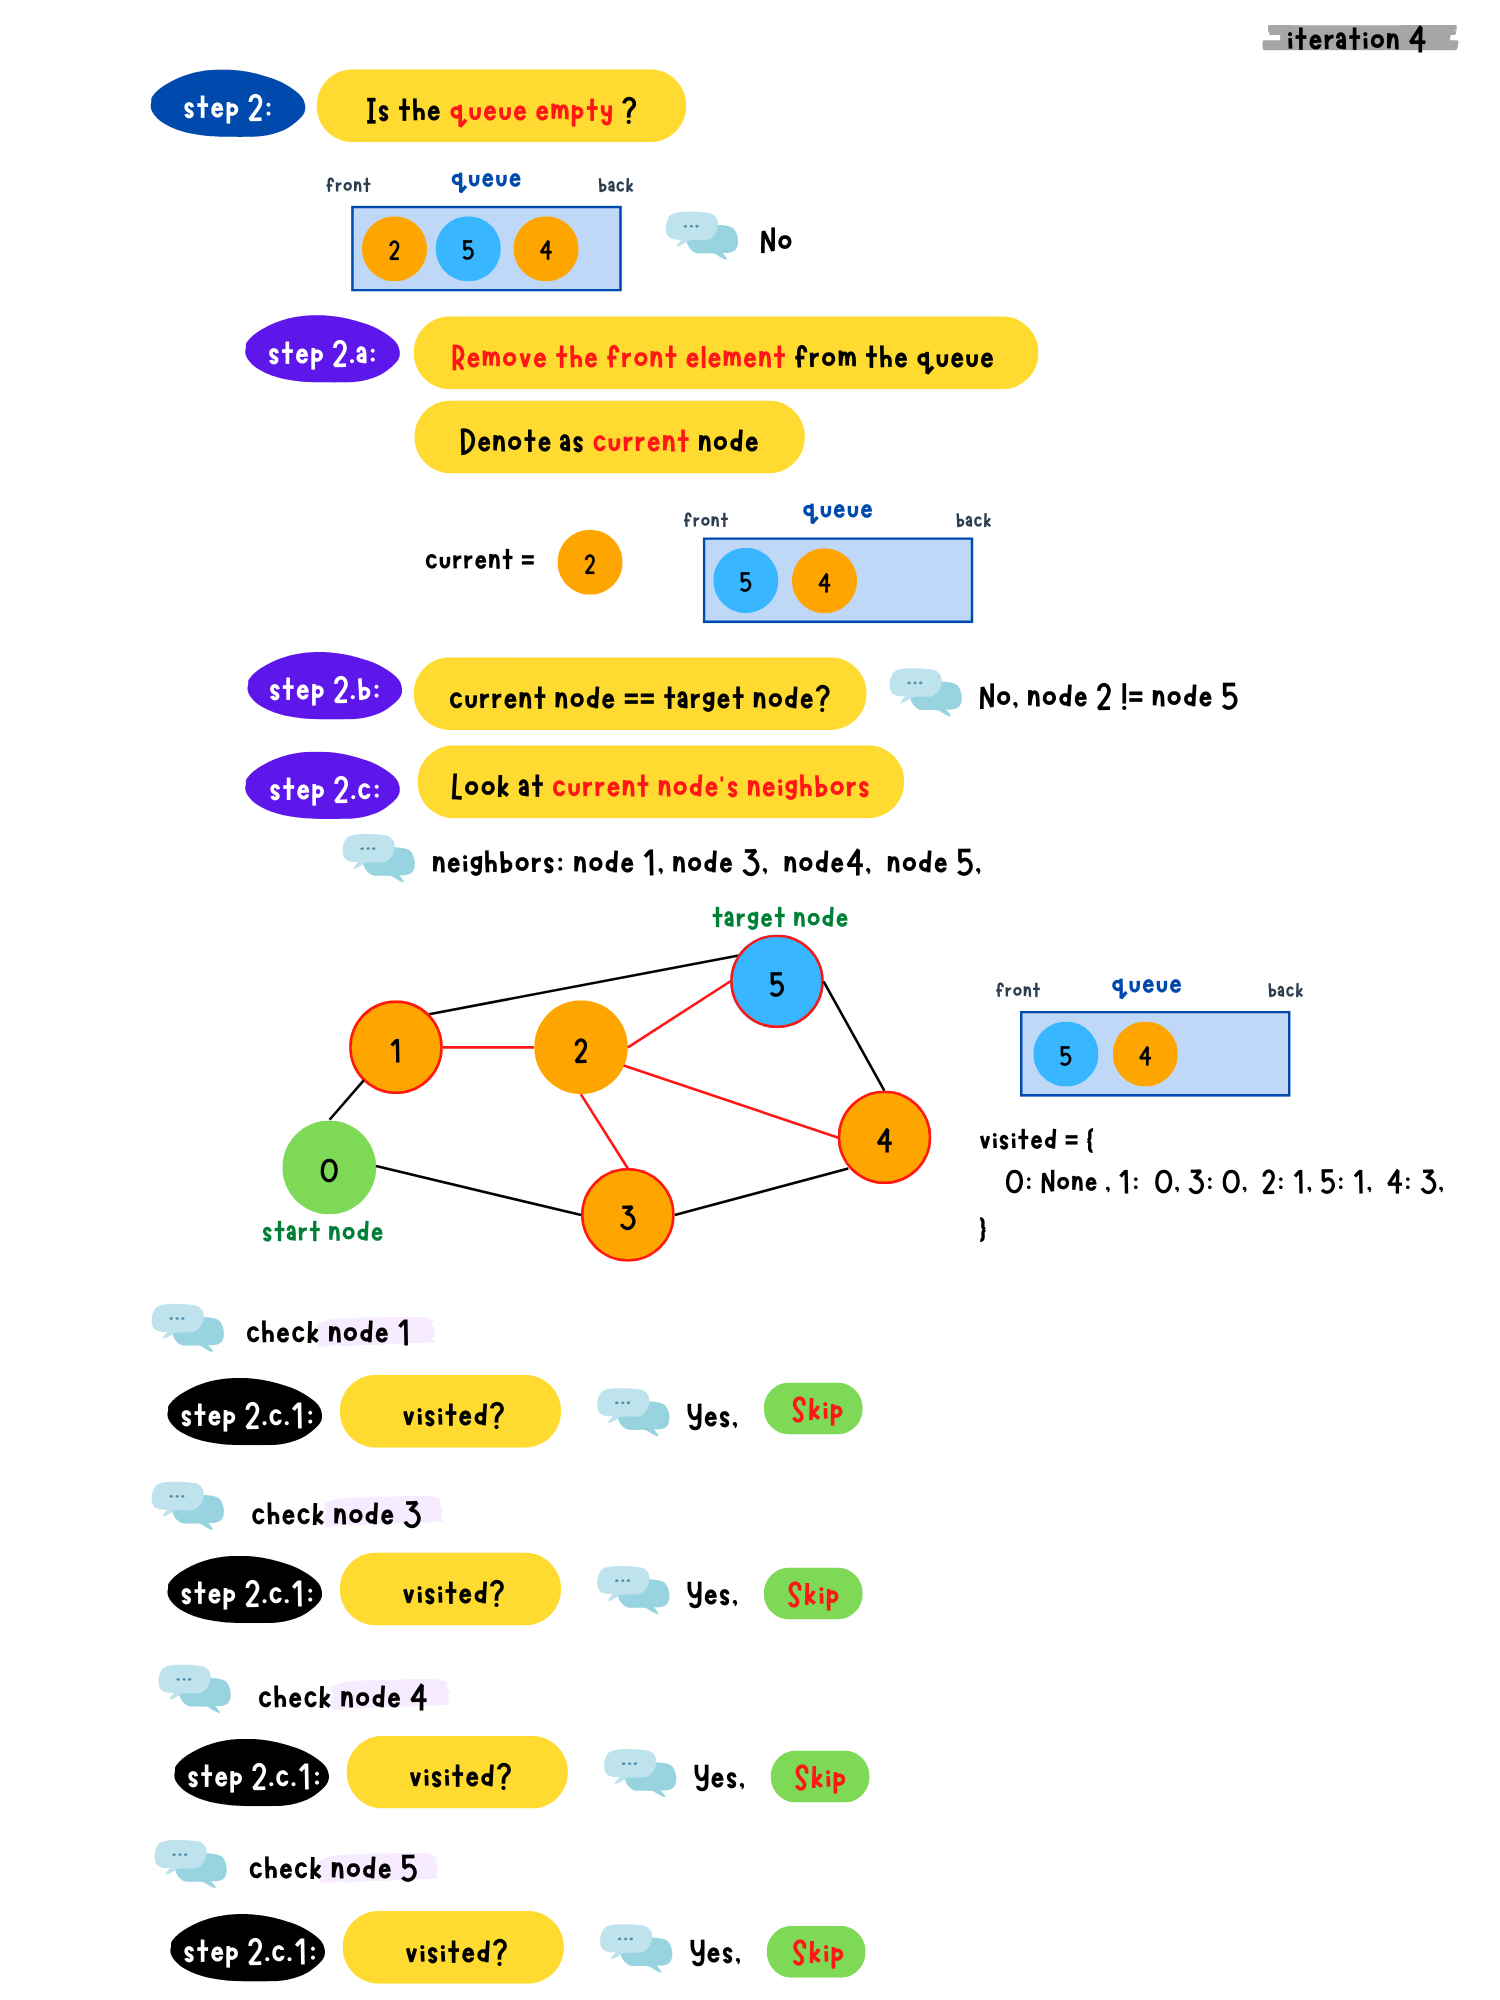 iteration 4
step 2:
Is the queue empty ?
front
queue
back
2
5
4
No
step 2.a:
Remove the front element from the queue
Denote as current node
front
queue
back
current =
2
5
4
step 2.b:
current node == target node?
No, node 2 != node 5
step 2.c:
Look at current node's neighbors
neighbors: node 1, node 3, node4, node 5,
target node
5
1
2
4
0
3
start node
front
queue
back
5
4
visited = {
0: None , 1: 0, 3: 0, 2: 1, 5: 1, 4: 3,
}
check node 1
step 2.c.1:
visited?
Yes,
Skip
check node 3
step 2.c.1:
visited?
Yes,
Skip
check node 4
step 2.c.1:
visited?
Yes,
Skip
check node 5
step 2.c.1:
visited?
Yes,
Skip